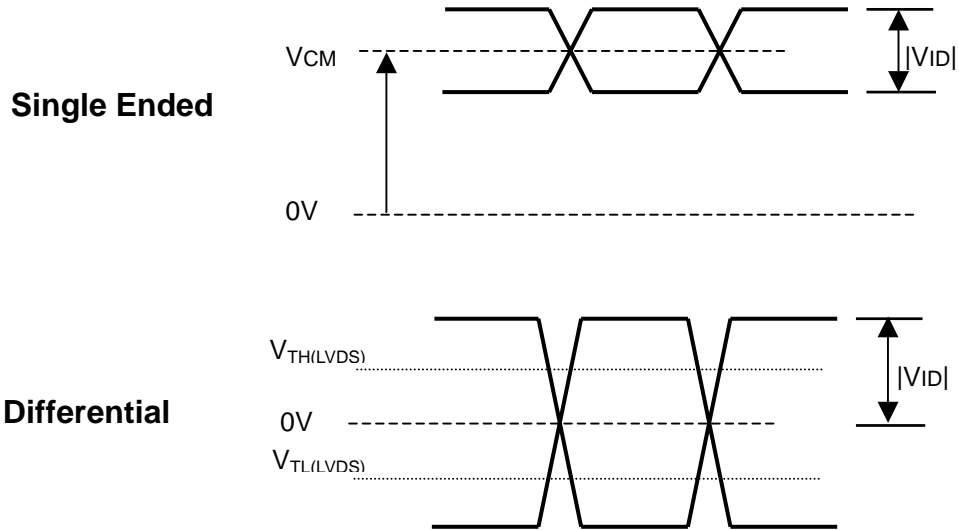 VCM
|VID|
Single Ended
0V
VTH(LVDS)
|VID|
Differential
0V
VTL(LVDS)